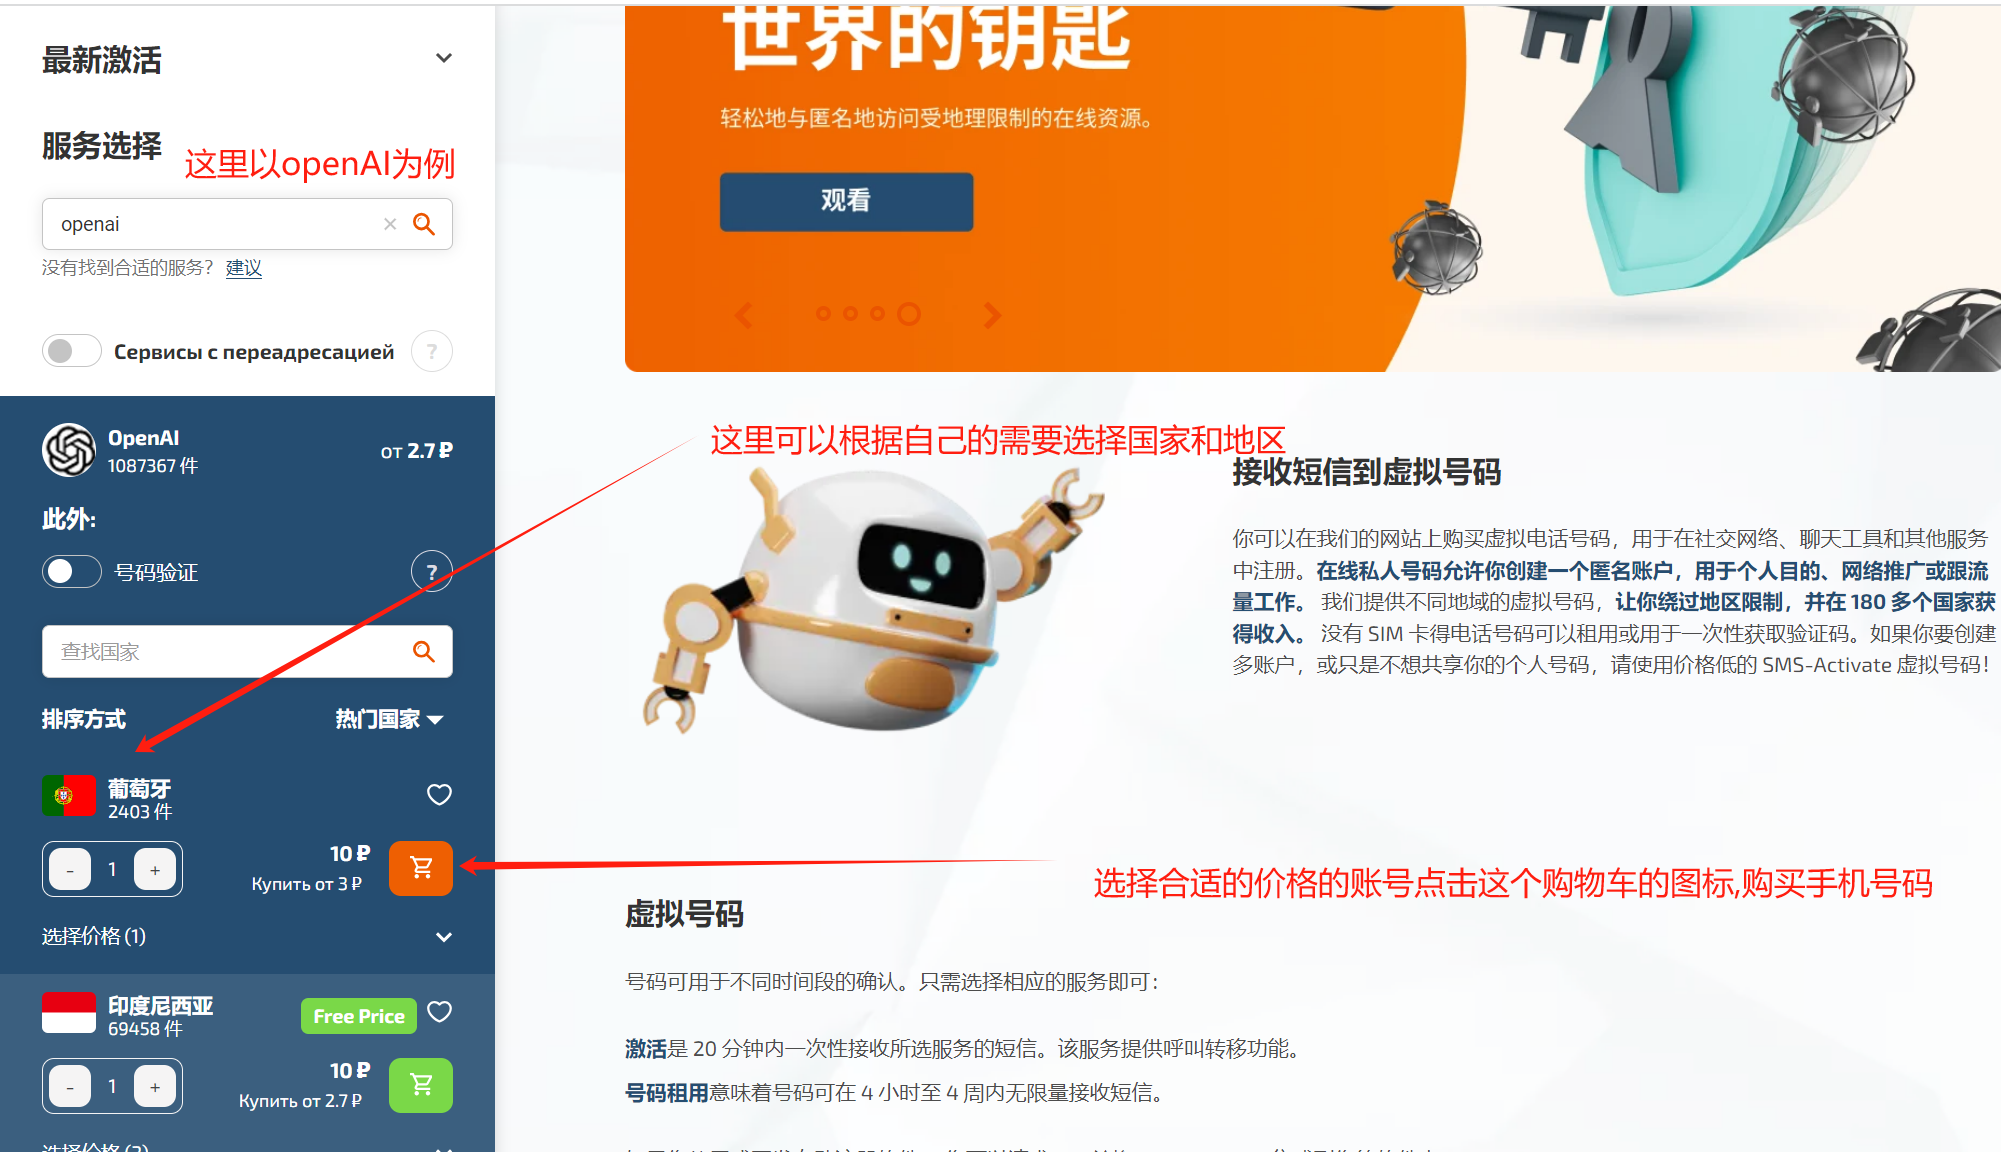 最新激活
服务选择
这里以openAI为例
openai
没有找到合适的服务？ 建议
Сервисы с переадресацией ?
OpenAI
1087367 件
от 2.7 ₽
此外:
号码验证 ?
查找国家
排序方式 热门国家
葡萄牙
2403 件
- 1 +
10 ₽
Купить от 3 ₽
选择价格 (1)
印度尼西亚
69458 件
Free Price
- 1 +
10 ₽
Купить от 2.7 ₽
世界的钥匙
轻松地与匿名地访问受地理限制的在线资源。
观看
这里可以根据自己的需要选择国家和地区
接收短信到虚拟号码
你可以在我们的网站上购买虚拟电话号码，用于在社交网络、聊天工具和其他服务
中注册。在线私人号码允许你创建一个匿名账户，用于个人目的、网络推广或跟流
量工作。 我们提供不同地域的虚拟号码，让你绕过地区限制，并在 180 多个国家获
得收入。 没有 SIM 卡得电话号码可以租用或用于一次性获取验证码。如果你要创建
多账户，或只是不想共享你的个人号码，请使用价格低的 SMS-Activate 虚拟号码！
选择合适的价格的账号点击这个购物车的图标,购买手机号码
虚拟号码
号码可用于不同时间段的确认。只需选择相应的服务即可：
激活是 20 分钟内一次性接收所选服务的短信。该服务提供呼叫转移功能。
号码租用意味着号码可在 4 小时至 4 周内无限量接收短信。